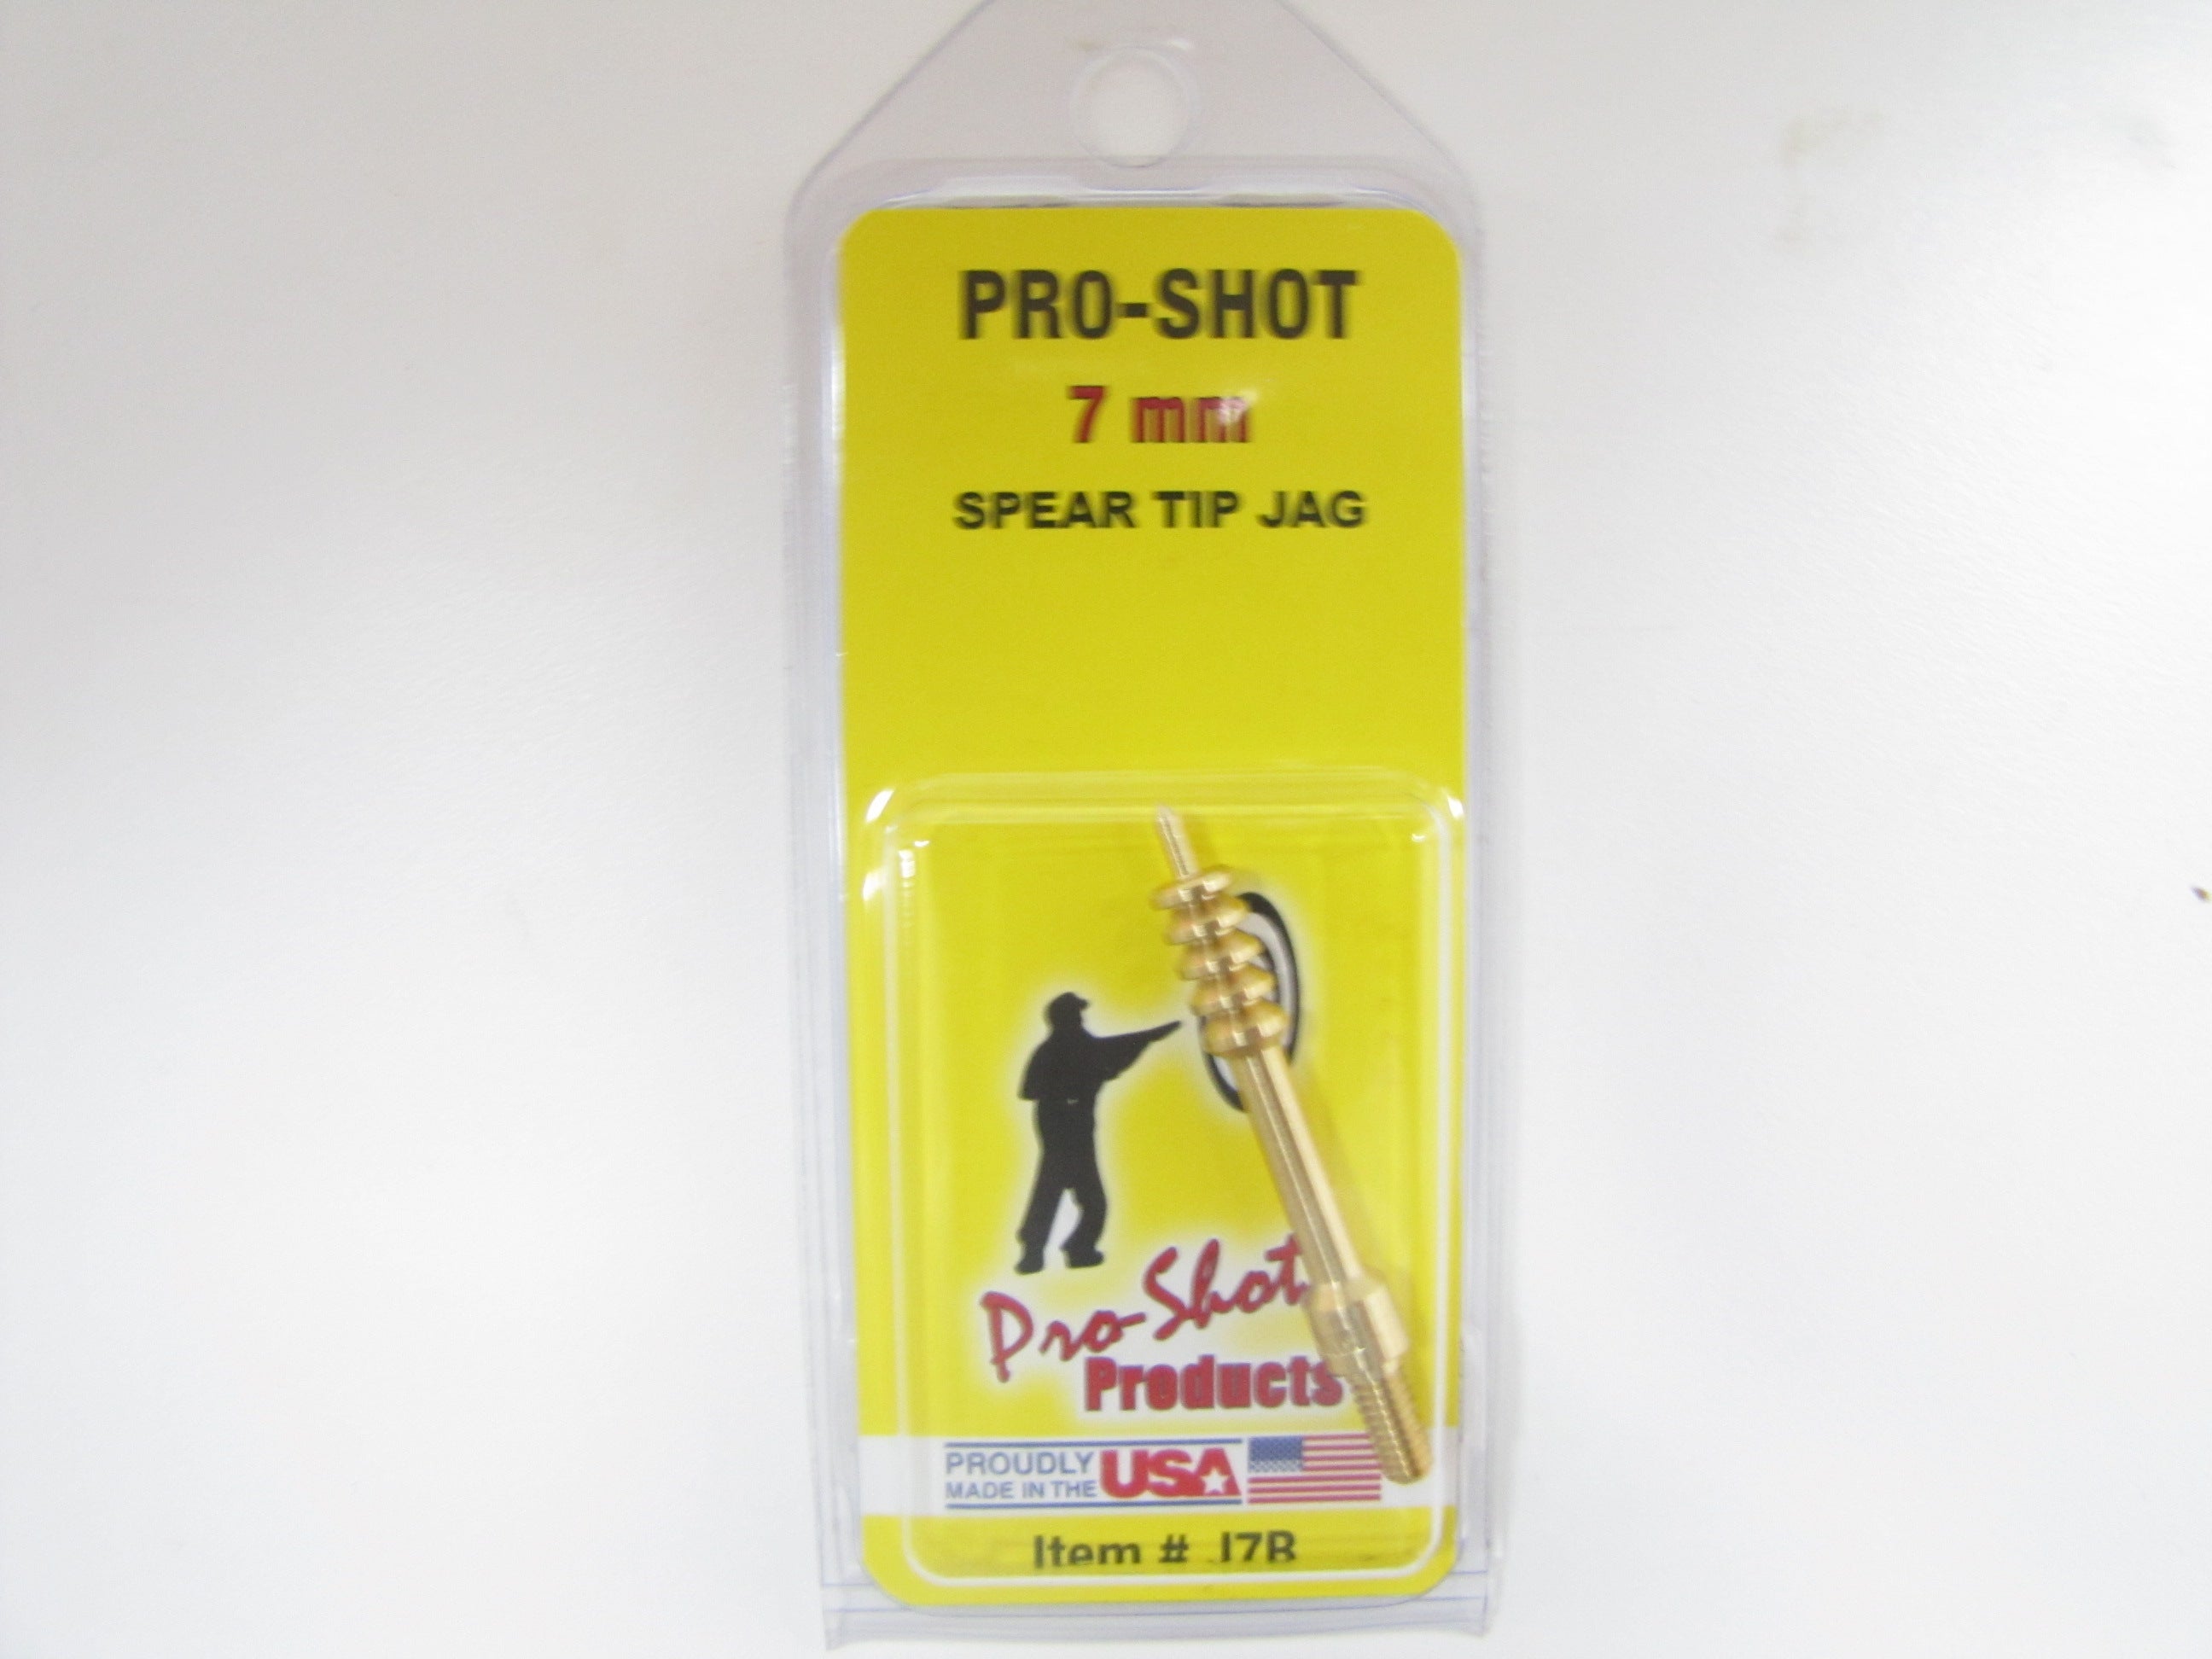 PRO-SHOT
7 mm
SPEAR TIP JAG
Pro-Shot
Products
PROUDLY
MADE IN THE USA
Item # J7B